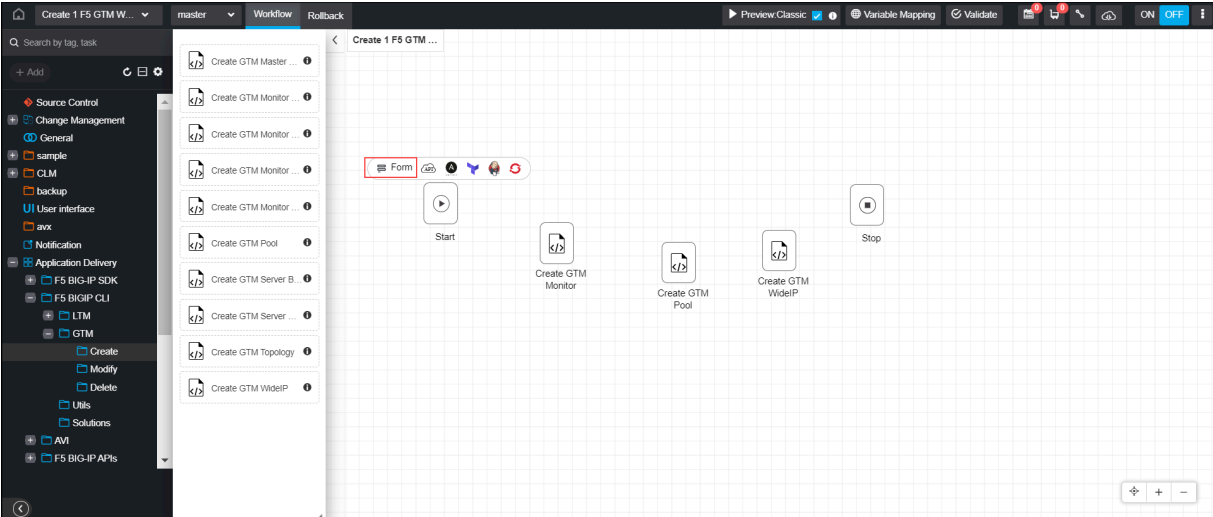 Create 1 F5 GTM W...
master
Workflow
Rollback
Preview:Classic
Variable Mapping
Validate
0
0
ON
OFF
Search by tag, task
+ Add
Source Control
Change Management
General
sample
CLM
backup
UI User interface
avx
Notification
Application Delivery
F5 BIG-IP SDK
F5 BIGIP CLI
LTM
GTM
Create
Modify
Delete
Utils
Solutions
AVI
F5 BIG-IP APIs
Create GTM Master ...
Create GTM Monitor ...
Create GTM Monitor ...
Create GTM Monitor ...
Create GTM Monitor ...
Create GTM Pool
Create GTM Server B...
Create GTM Server ...
Create GTM Topology
Create GTM WideIP
Create 1 F5 GTM ...
Form
API
A
Start
Create GTM
Monitor
Create GTM
Pool
Create GTM
WideIP
Stop
+ −